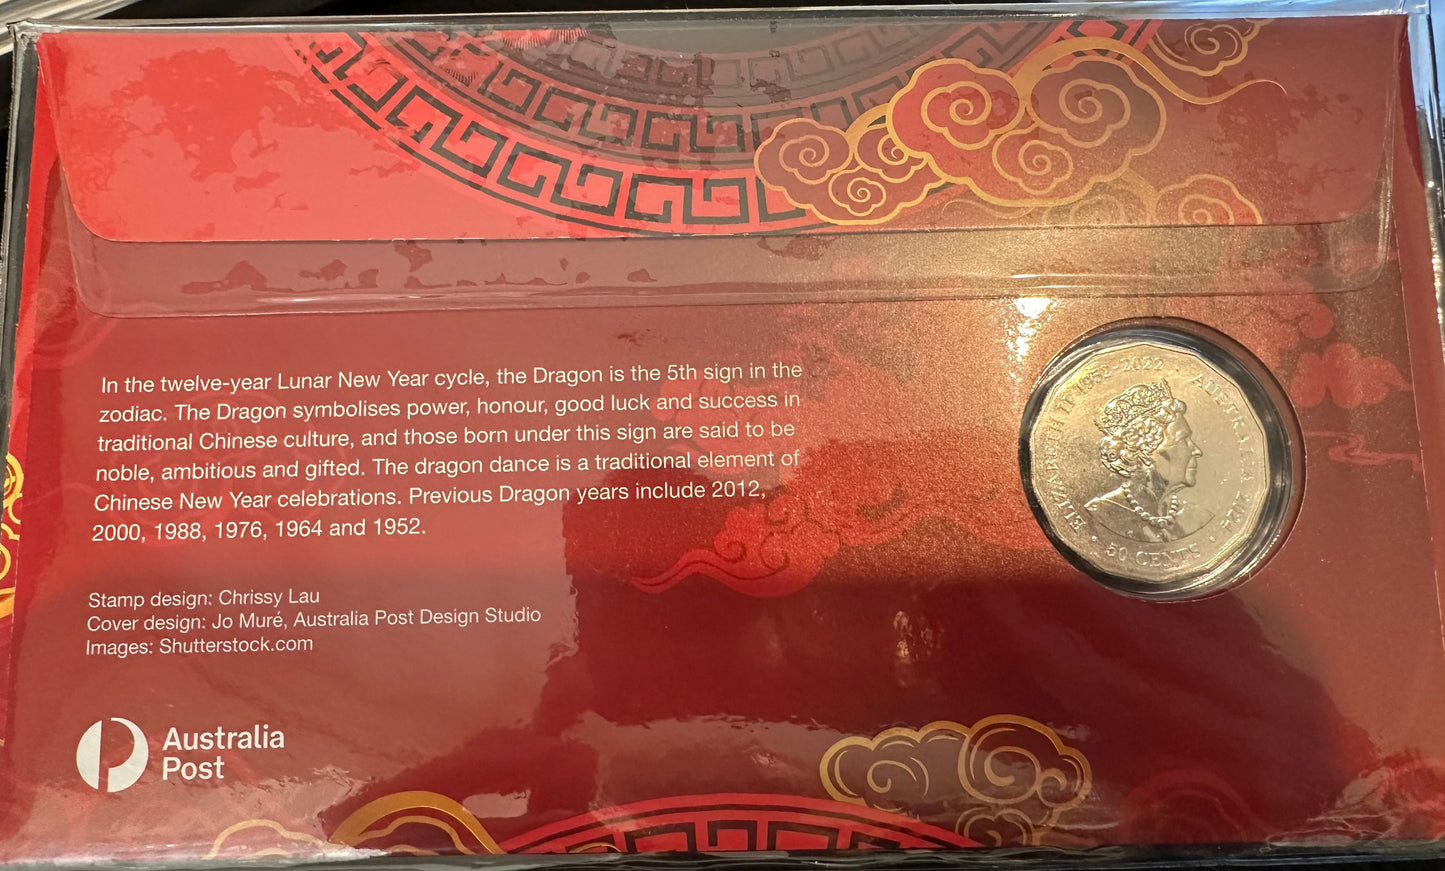 In the twelve-year Lunar New Year cycle, the Dragon is the 5th sign in the
zodiac. The Dragon symbolises power, honour, good luck and success in
traditional Chinese culture, and those born under this sign are said to be
noble, ambitious and gifted. The dragon dance is a traditional element of
Chinese New Year celebrations. Previous Dragon years include 2012,
2000, 1988, 1976, 1964 and 1952.
Stamp design: Chrissy Lau
Cover design: Jo Muré, Australia Post Design Studio
Images: Shutterstock.com
Australia
Post
ELIZABETH II 1952-2022 · AUSTRALIA 2024
· 50 CENTS ·